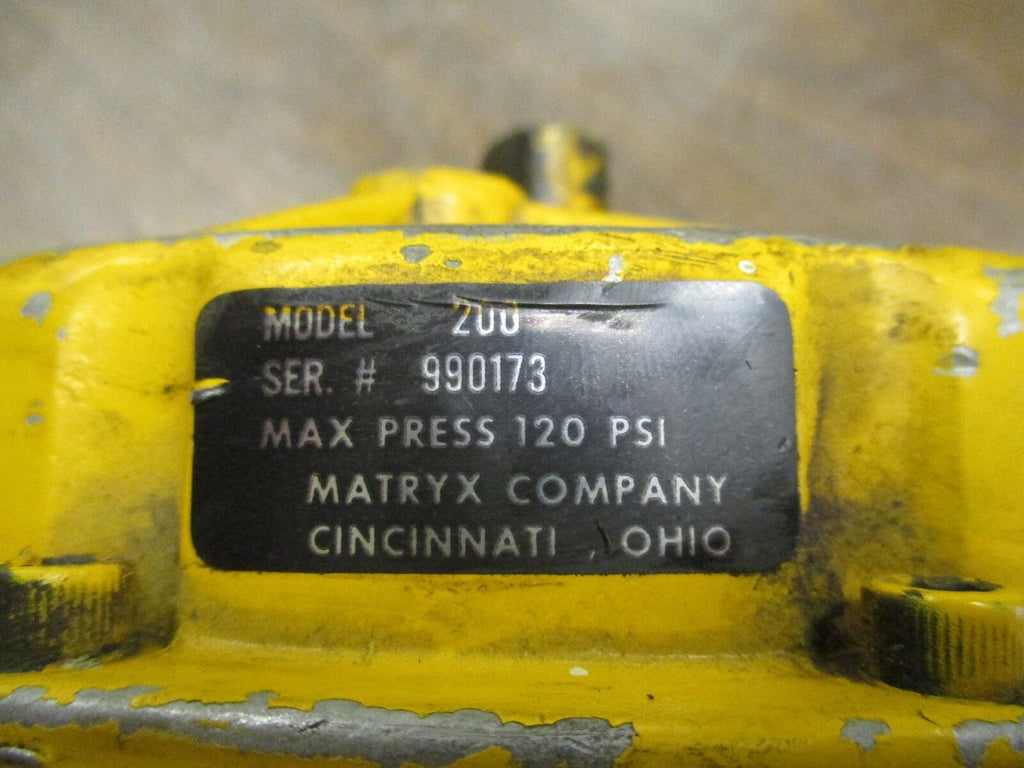 MODEL 200
SER. # 990173
MAX PRESS 120 PSI
MATRYX COMPANY
CINCINNATI, OHIO